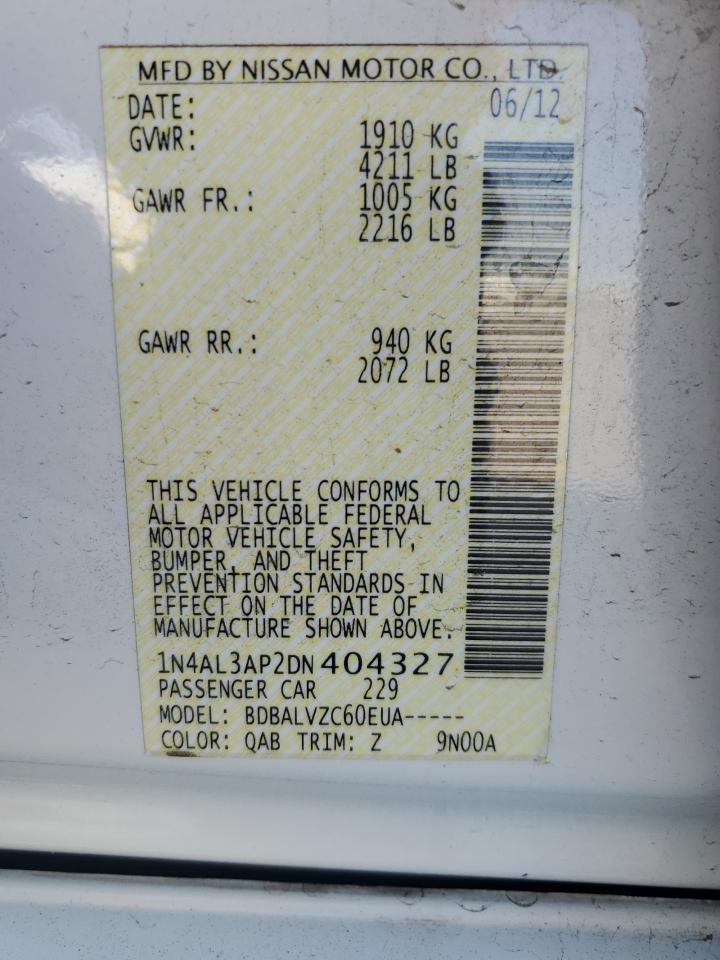 MFD BY NISSAN MOTOR CO., LTD.
DATE: 06/12
GVWR: 1910 KG
4211 LB
GAWR FR.: 1005 KG
2216 LB
GAWR RR.: 940 KG
2072 LB
THIS VEHICLE CONFORMS TO
ALL APPLICABLE FEDERAL
MOTOR VEHICLE SAFETY,
BUMPER, AND THEFT
PREVENTION STANDARDS IN
EFFECT ON THE DATE OF
MANUFACTURE SHOWN ABOVE.
1N4AL3AP2DN404327
PASSENGER CAR 229
MODEL: BDBALVZC60EUA-----
COLOR: QAB TRIM: Z 9N00A